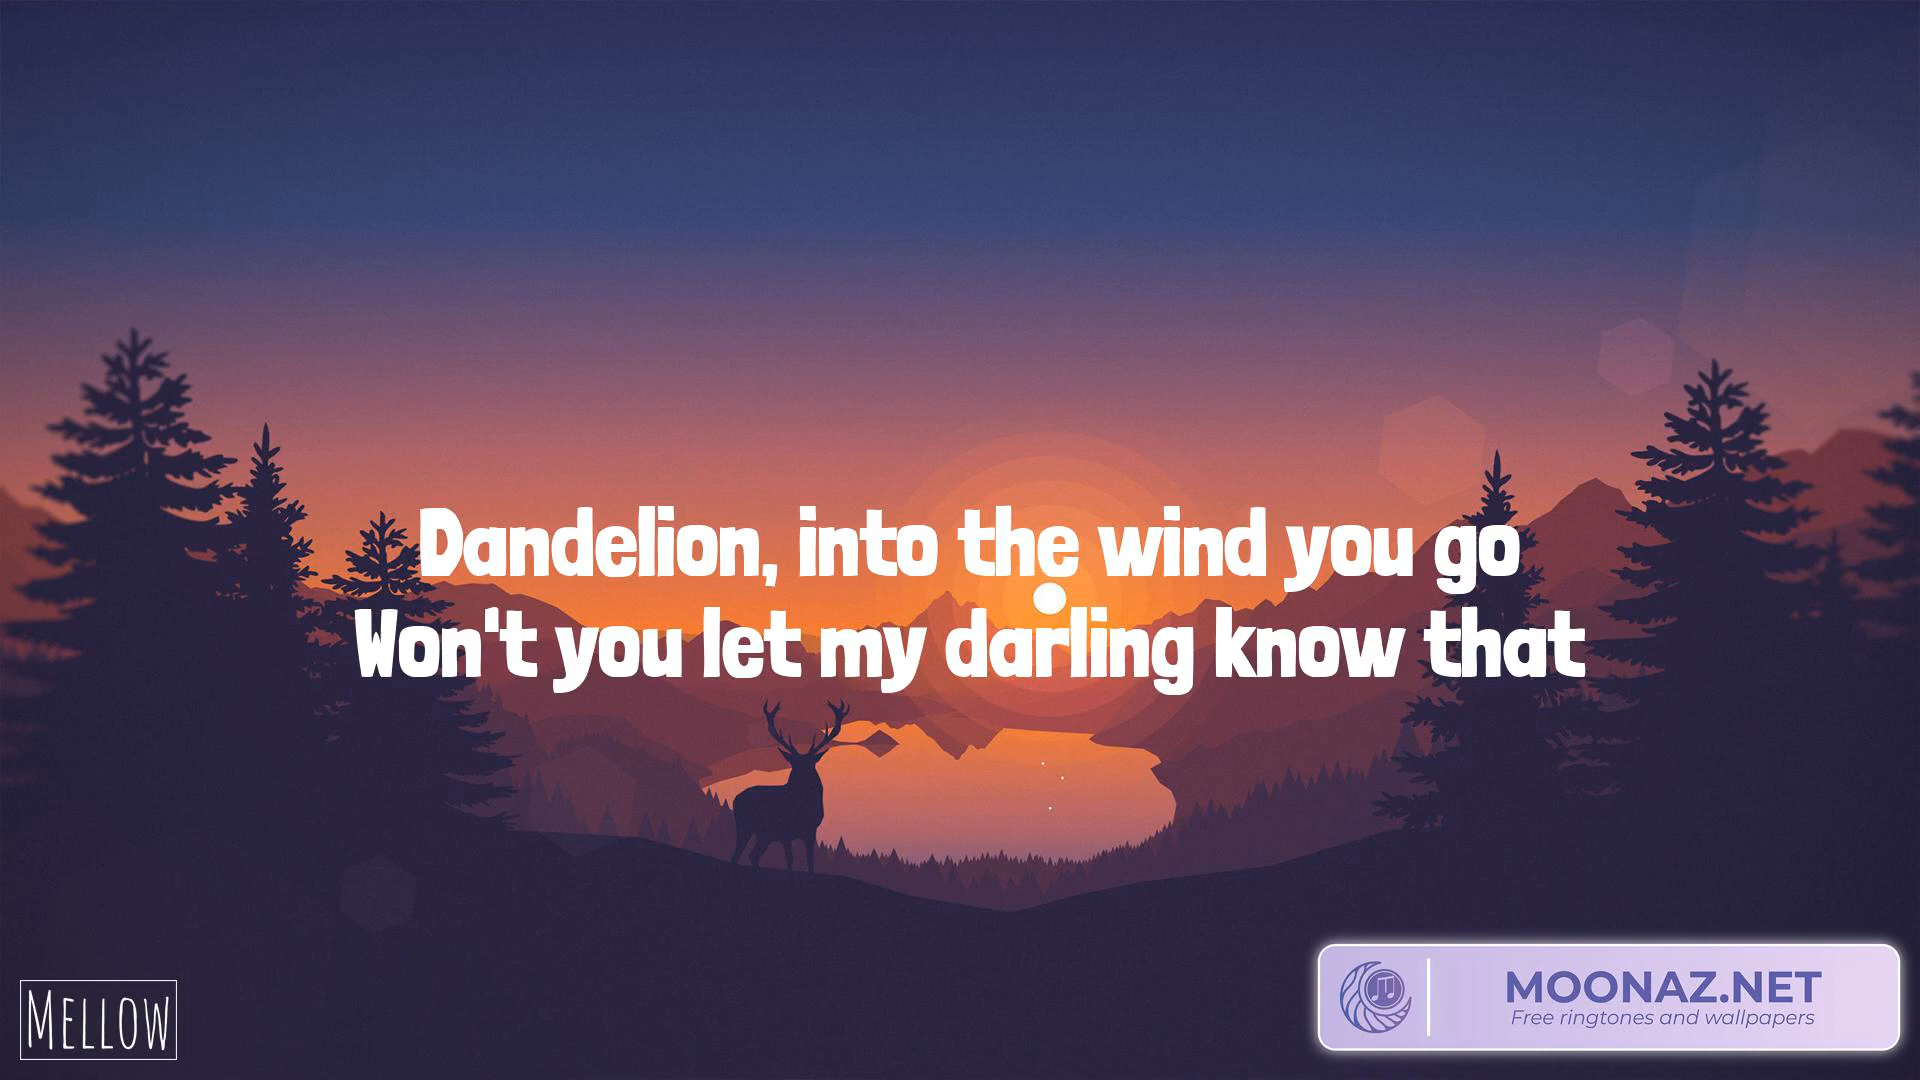 Dandelion, into the wind you go
Won't you let my darling know that
MELLOW
MOONAZ.NET
Free ringtones and wallpapers